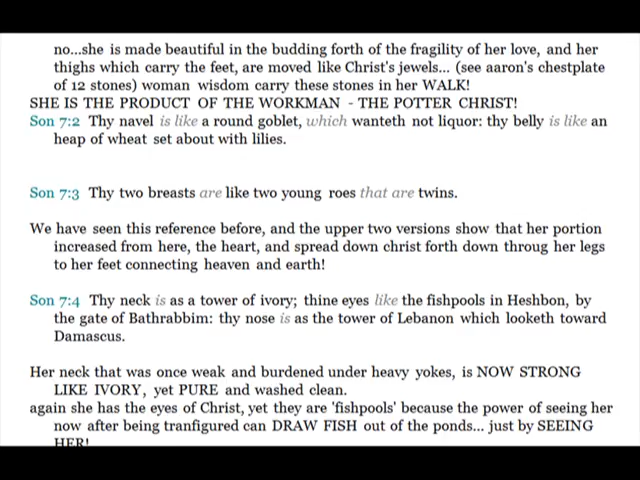 no...she is made beautiful in the budding forth of the fragility of her love, and her
thighs which carry the feet, are moved like Christ's jewels... (see aaron's chestplate
of 12 stones) woman wisdom carry these stones in her WALK!
SHE IS THE PRODUCT OF THE WORKMAN - THE POTTER CHRIST!
Son 7:2 Thy navel is like a round goblet, which wanteth not liquor: thy belly is like an
heap of wheat set about with lilies.
Son 7:3 Thy two breasts are like two young roes that are twins.
We have seen this reference before, and the upper two versions show that her portion
increased from here, the heart, and spread down christ forth down throug her legs
to her feet connecting heaven and earth!
Son 7:4 Thy neck is as a tower of ivory; thine eyes like the fishpools in Heshbon, by
the gate of Bathrabbim: thy nose is as the tower of Lebanon which looketh toward
Damascus.
Her neck that was once weak and burdened under heavy yokes, is NOW STRONG
LIKE IVORY, yet PURE and washed clean.
again she has the eyes of Christ, yet they are 'fishpools' because the power of seeing her
now after being tranfigured can DRAW FISH out of the ponds... just by SEEING
HER!